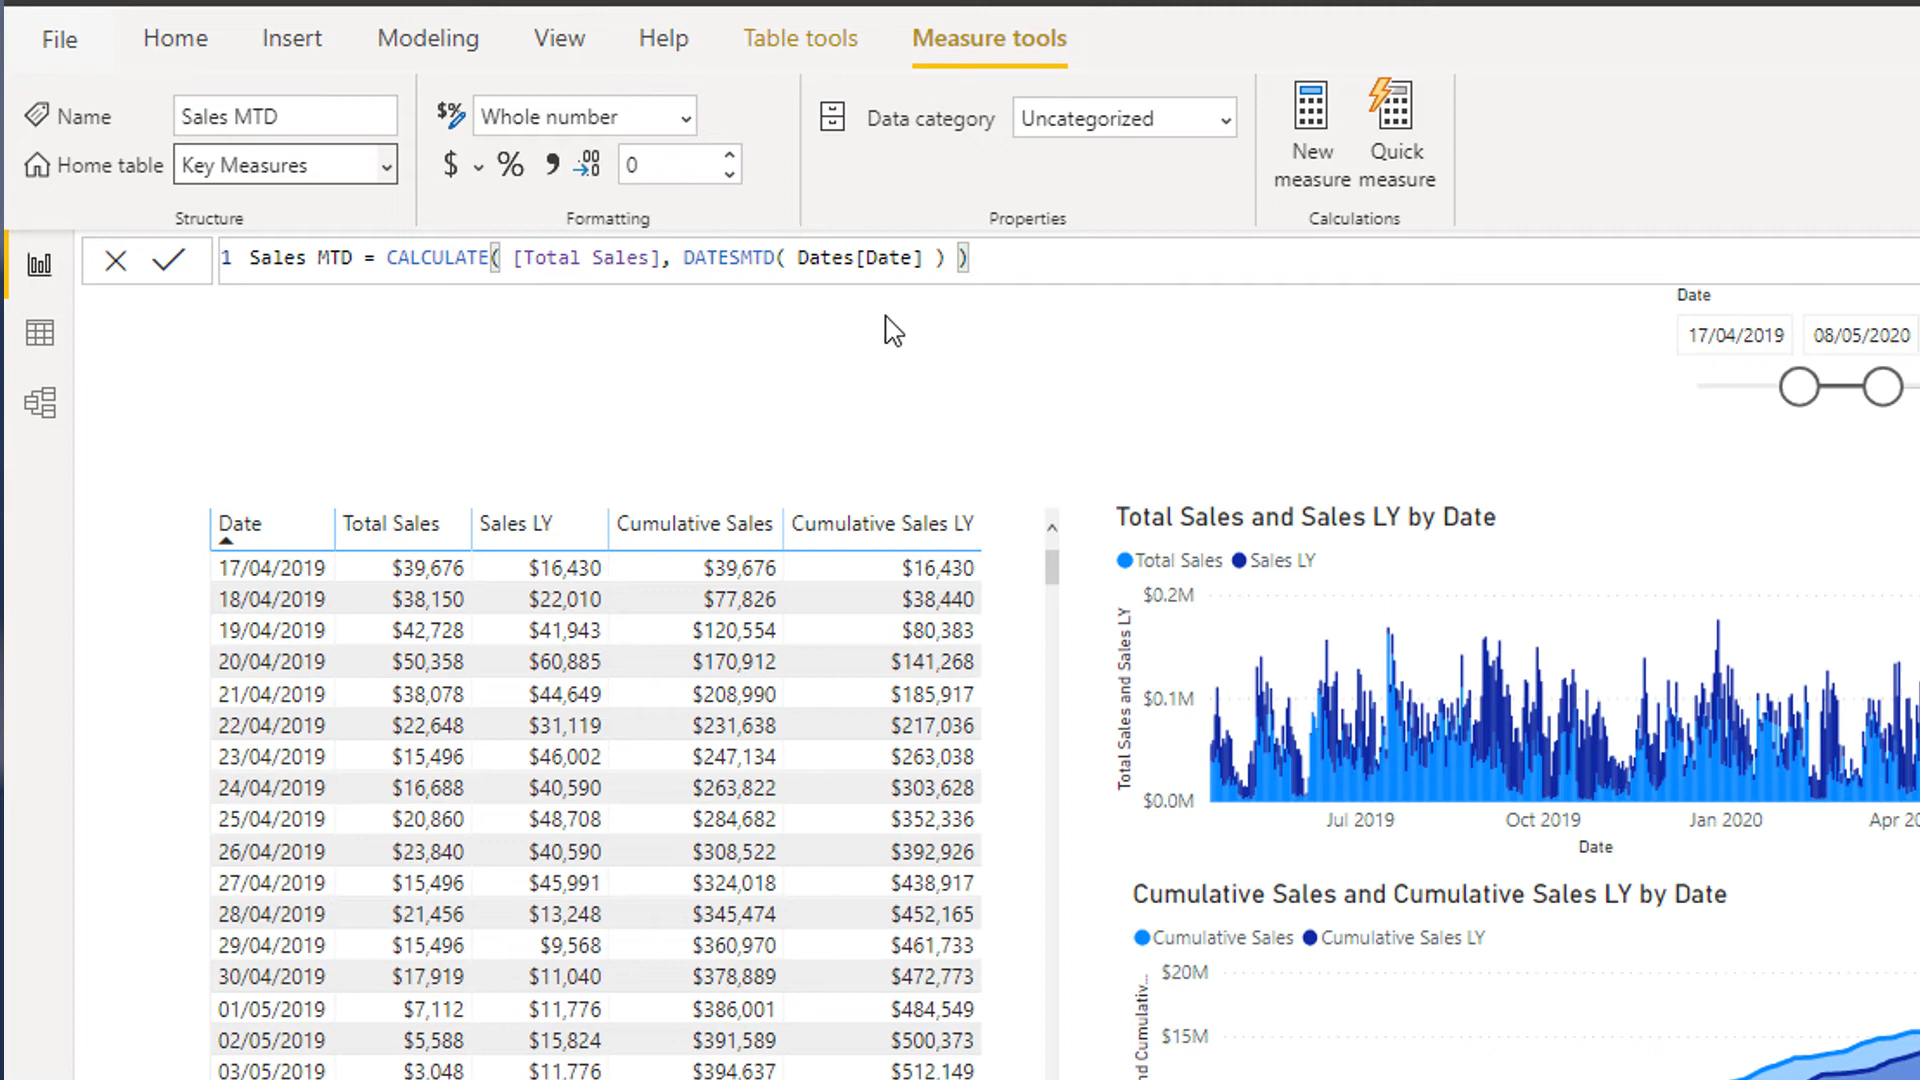 File Home Insert Modeling View Help Table tools Measure tools
Name Sales MTD
Home table Key Measures
Structure
$% Whole number
$ % , .00 0
Formatting
Data category Uncategorized
Properties
New measure
Quick measure
Calculations
1 Sales MTD = CALCULATE( [Total Sales], DATESMTD( Dates[Date] ) )
Date
17/04/2019 08/05/2020
Date Total Sales Sales LY Cumulative Sales Cumulative Sales LY
17/04/2019 $39,676 $16,430 $39,676 $16,430
18/04/2019 $38,150 $22,010 $77,826 $38,440
19/04/2019 $42,728 $41,943 $120,554 $80,383
20/04/2019 $50,358 $60,885 $170,912 $141,268
21/04/2019 $38,078 $44,649 $208,990 $185,917
22/04/2019 $22,648 $31,119 $231,638 $217,036
23/04/2019 $15,496 $46,002 $247,134 $263,038
24/04/2019 $16,688 $40,590 $263,822 $303,628
25/04/2019 $20,860 $48,708 $284,682 $352,336
26/04/2019 $23,840 $40,590 $308,522 $392,926
27/04/2019 $15,496 $45,991 $324,018 $438,917
28/04/2019 $21,456 $13,248 $345,474 $452,165
29/04/2019 $15,496 $9,568 $360,970 $461,733
30/04/2019 $17,919 $11,040 $378,889 $472,773
01/05/2019 $7,112 $11,776 $386,001 $484,549
02/05/2019 $5,588 $15,824 $391,589 $500,373
03/05/2019 $3,048 $11,776 $394,637 $512,149
Total Sales and Sales LY by Date
Total Sales Sales LY
Total Sales and Sales LY
$0.2M
$0.1M
$0.0M
Jul 2019 Oct 2019 Jan 2020 Apr 20
Date
Cumulative Sales and Cumulative Sales LY by Date
Cumulative Sales Cumulative Sales LY
nd Cumulativ...
$20M
$15M